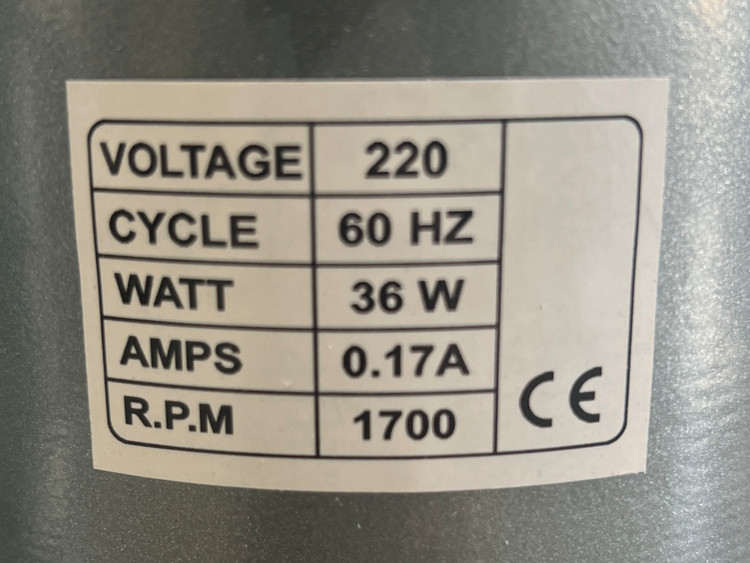 VOLTAGE 220
CYCLE 60 HZ
WATT 36 W
AMPS 0.17A
R.P.M 1700
CE